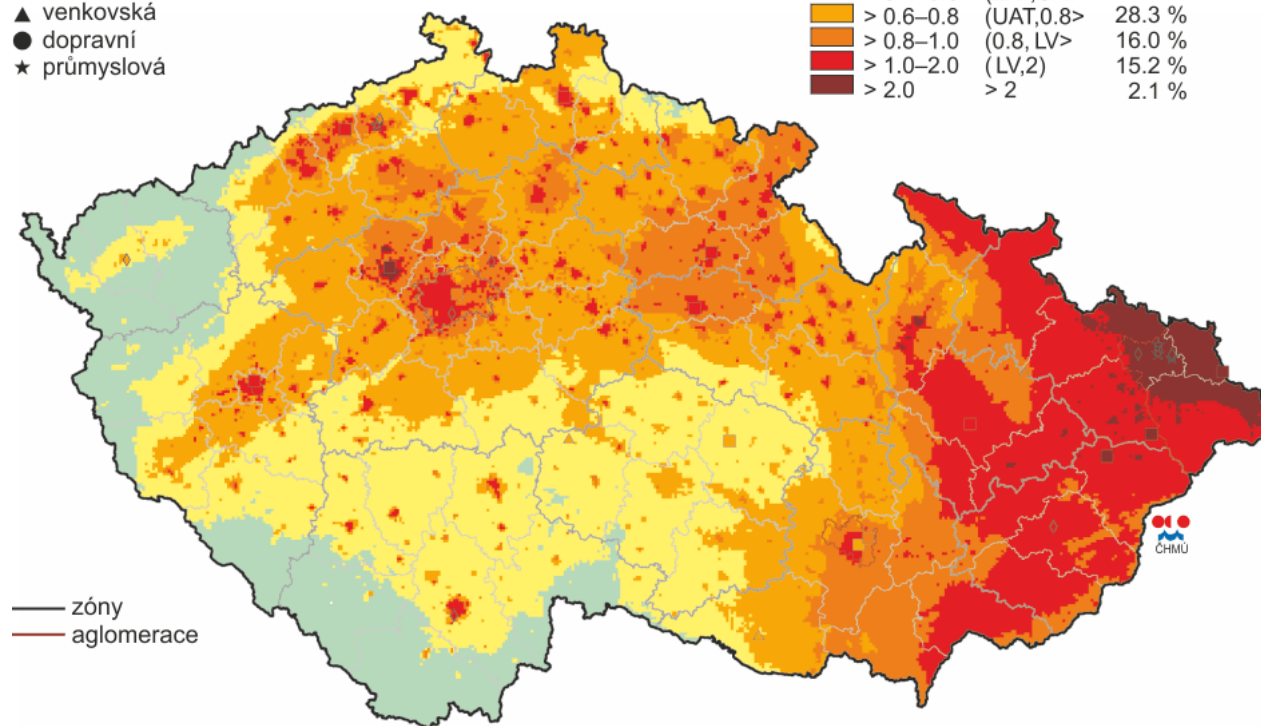 venkovská
dopravní
průmyslová
> 0.6–0.8 (UAT,0.8> 28.3 %
> 0.8–1.0 (0.8, LV> 16.0 %
> 1.0–2.0 (LV,2) 15.2 %
> 2.0 > 2 2.1 %
ČHMÚ
zóny
aglomerace